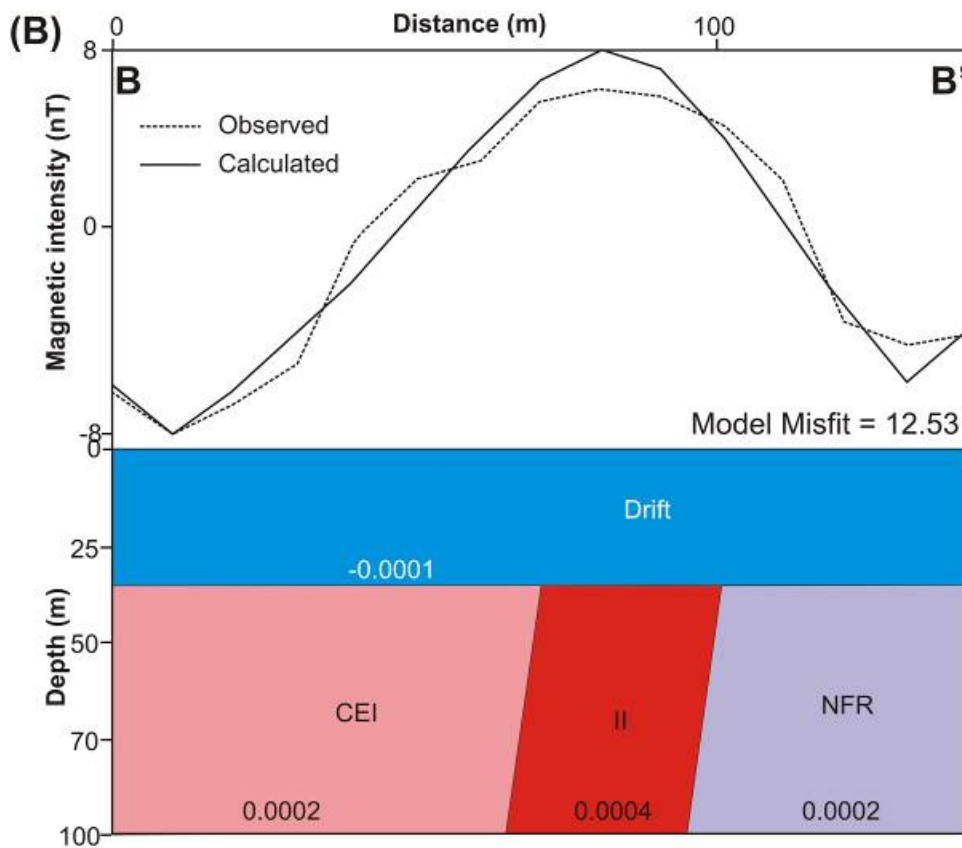 (B)
Distance (m)
0
100
8
B
B'
Observed
Calculated
Magnetic intensity (nT)
0
-8
Model Misfit = 12.53
0
Drift
25
-0.0001
Depth (m)
50
CEI
II
NFR
70
0.0002
0.0004
0.0002
100